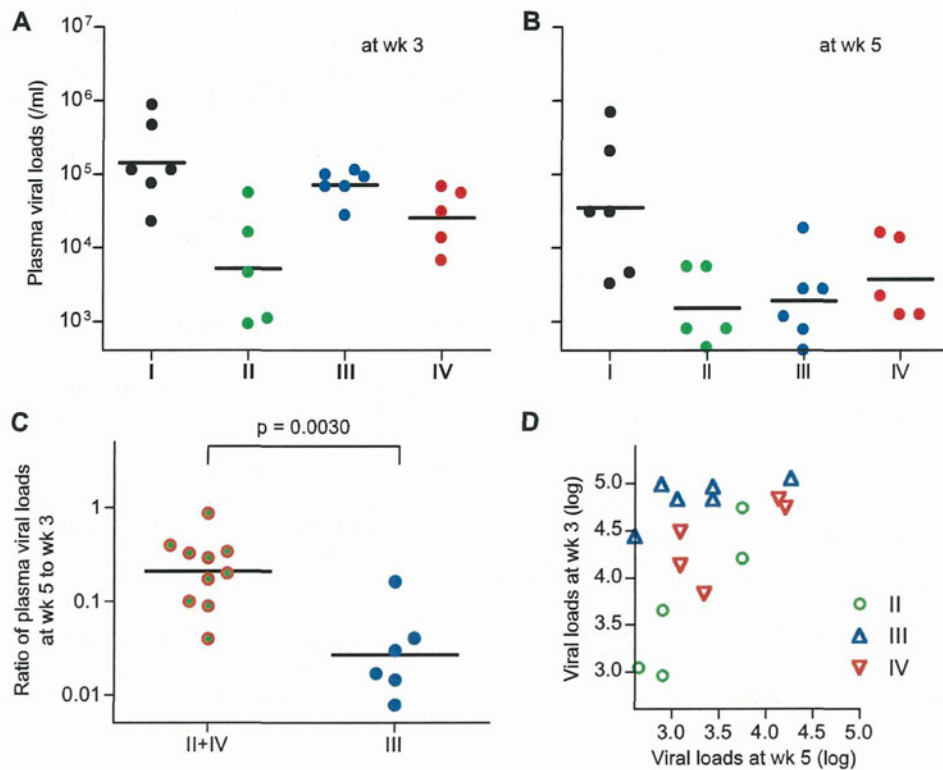 A
at wk 3
Plasma viral loads (/ml)
10⁷
10⁶
10⁵
10⁴
10³
I II III IV
B
at wk 5
I II III IV
C
p = 0.0030
Ratio of plasma viral loads
at wk 5 to wk 3
1
0.1
0.01
II+IV III
D
Viral loads at wk 3 (log)
5.0
4.5
4.0
3.5
3.0
II
III
IV
3.0 3.5 4.0 4.5 5.0
Viral loads at wk 5 (log)